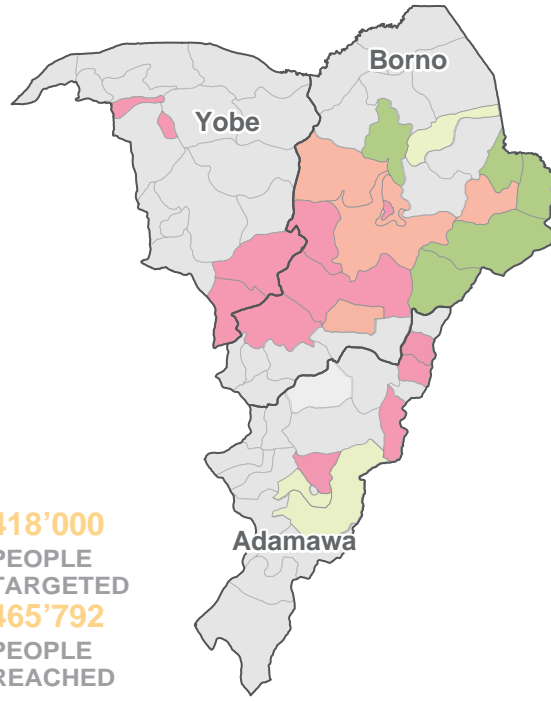 Borno
Yobe
418’000
PEOPLE
TARGETED
465’792
PEOPLE
REACHED
Adamawa